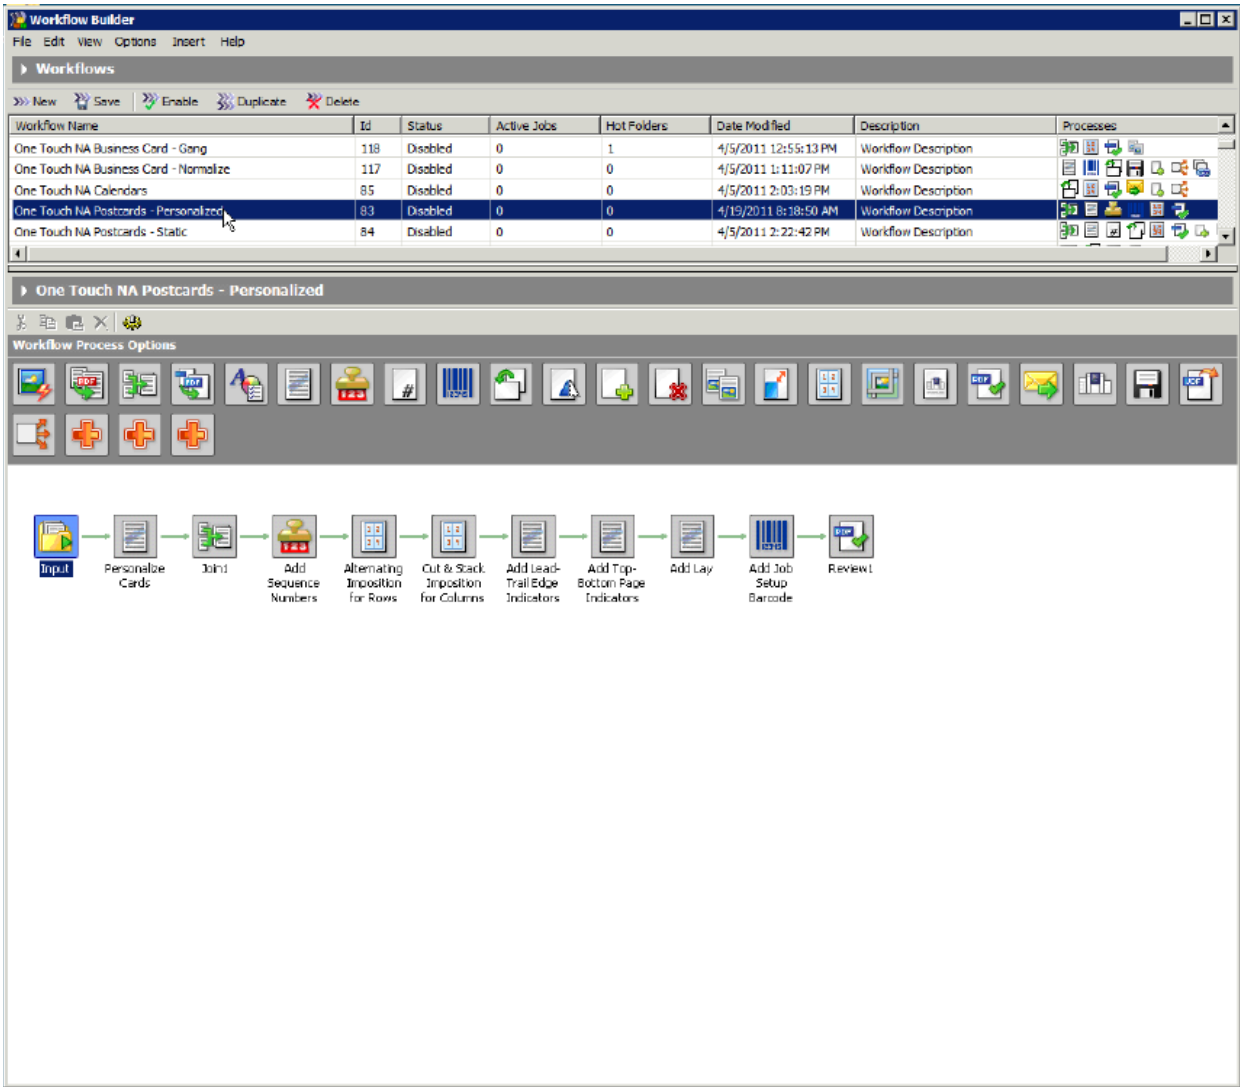 Workflow Builder
File Edit View Options Insert Help
Workflows
New Save Enable Duplicate Delete
Workflow Name Id Status Active Jobs Hot Folders Date Modified Description Processes
One Touch NA Business Card - Gang 118 Disabled 0 1 4/5/2011 12:55:13 PM Workflow Description
One Touch NA Business Card - Normalize 117 Disabled 0 0 4/5/2011 1:11:07 PM Workflow Description
One Touch NA Calendars 85 Disabled 0 0 4/5/2011 2:03:19 PM Workflow Description
One Touch NA Postcards - Personalized 83 Disabled 0 0 4/19/2011 8:18:50 AM Workflow Description
One Touch NA Postcards - Static 84 Disabled 0 0 4/5/2011 2:22:42 PM Workflow Description
One Touch NA Postcards - Personalized
Workflow Process Options
Input
Personalize
Cards
Join1
Add
Sequence
Numbers
Alternating
Imposition
for Rows
Cut & Stack
Imposition
for Columns
Add Lead-
Trail Edge
Indicators
Add Top-
Bottom Page
Indicators
Add Lay
Add Job
Setup
Barcode
Review1